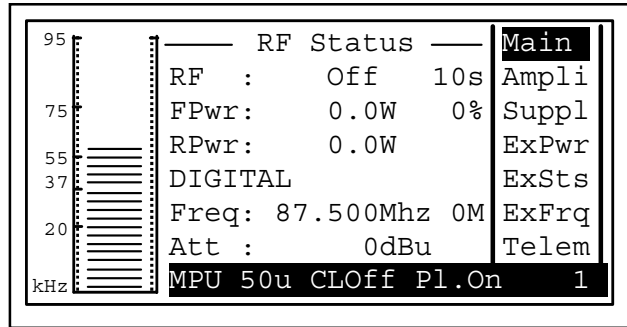 95
75
55
37
20
kHz
RF Status
RF : Off 10s
FPwr: 0.0W 0%
RPwr: 0.0W
DIGITAL
Freq: 87.500Mhz 0M
Att : 0dBu
MPU 50u CLOff Pl.On 1
Main
Ampli
Suppl
ExPwr
ExSts
ExFrq
Telem